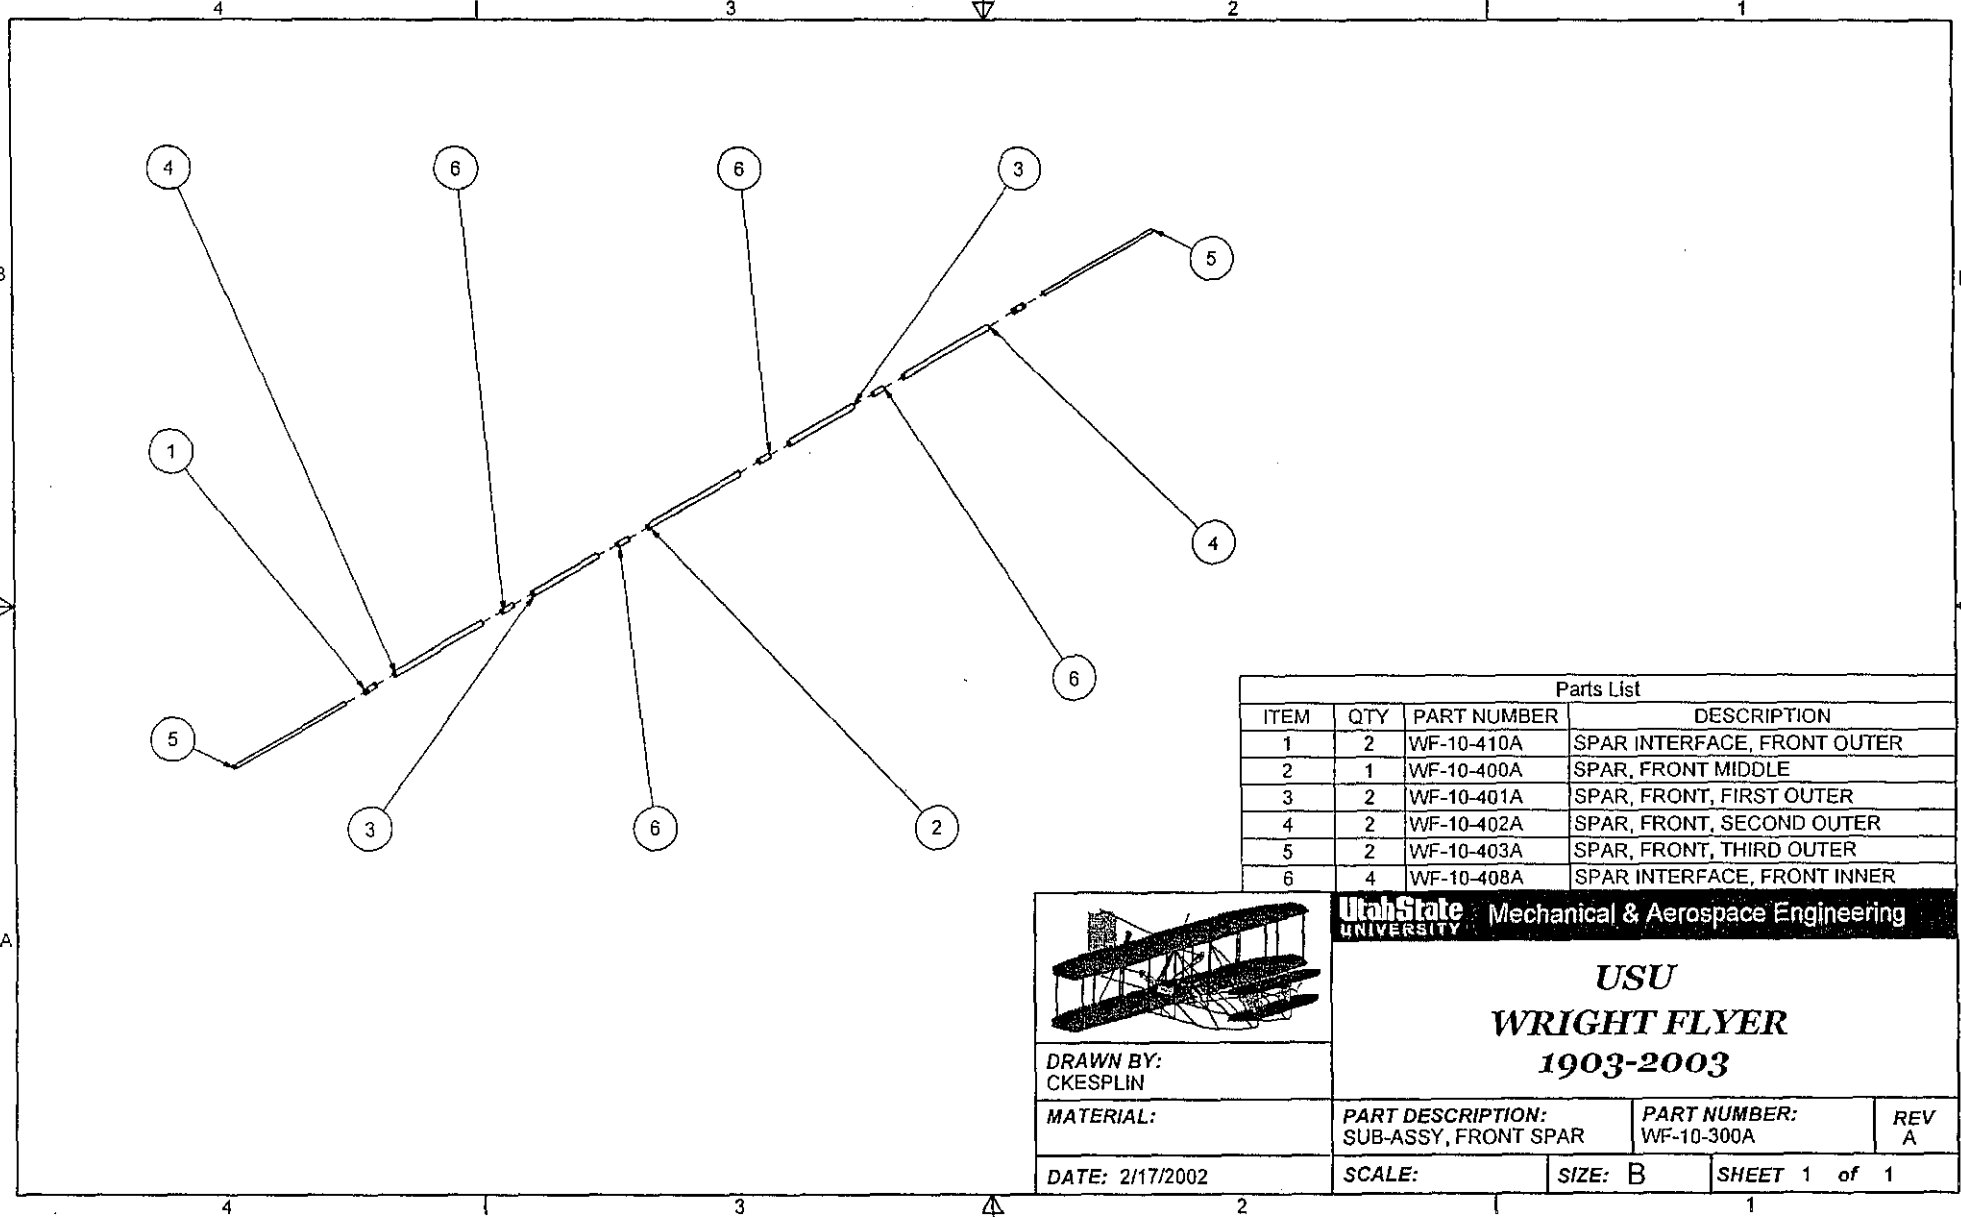 4 3 2 1
4 6 6 3
5
B
1
4
6
5
3 6 2
Parts List
ITEM QTY PART NUMBER DESCRIPTION
1 2 WF-10-410A SPAR INTERFACE, FRONT OUTER
2 1 WF-10-400A SPAR, FRONT MIDDLE
3 2 WF-10-401A SPAR, FRONT, FIRST OUTER
4 2 WF-10-402A SPAR, FRONT, SECOND OUTER
5 2 WF-10-403A SPAR, FRONT, THIRD OUTER
6 4 WF-10-408A SPAR INTERFACE, FRONT INNER
A
UtahState UNIVERSITY Mechanical & Aerospace Engineering
USU
WRIGHT FLYER
1903-2003
DRAWN BY:
CKESPLIN
MATERIAL:
PART DESCRIPTION:
SUB-ASSY, FRONT SPAR
PART NUMBER:
WF-10-300A
REV
A
DATE: 2/17/2002
SCALE:
SIZE: B
SHEET 1 of 1
4 3 2 1